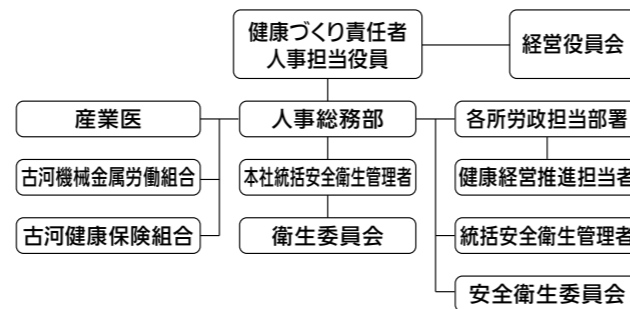 健康づくり責任者
人事担当役員
経営役員会
産業医
人事総務部
各所労政担当部署
古河機械金属労働組合
本社統括安全衛生管理者
健康経営推進担当者
古河健康保険組合
衛生委員会
統括安全衛生管理者
安全衛生委員会